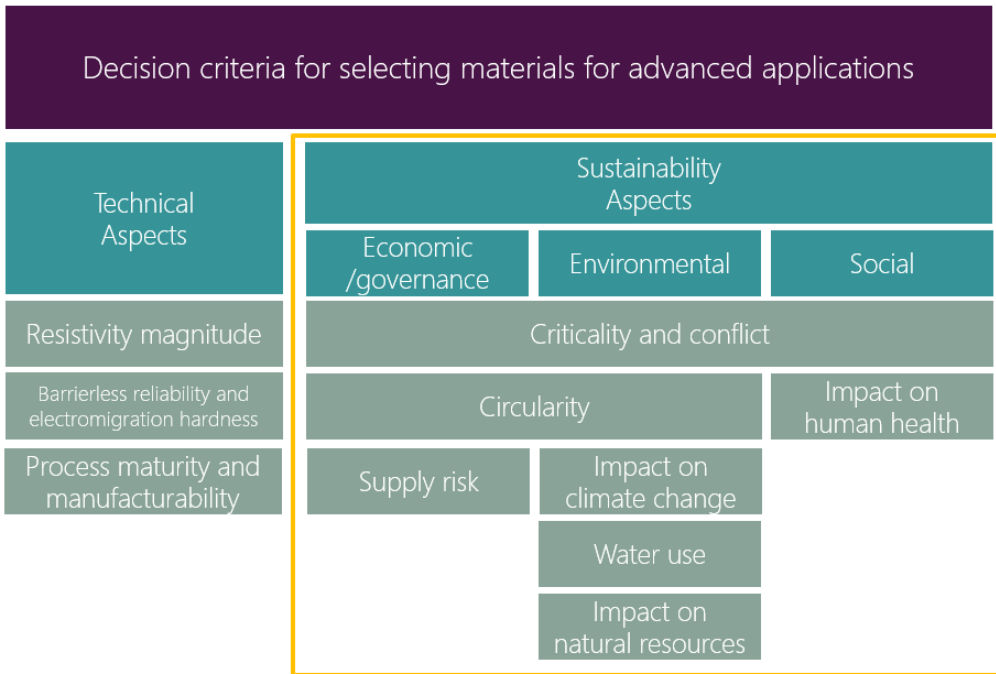 Decision criteria for selecting materials for advanced applications
Technical
Aspects
Sustainability
Aspects
Economic
/governance
Environmental
Social
Resistivity magnitude
Criticality and conflict
Barrierless reliability and
electromigration hardness
Circularity
Impact on
human health
Process maturity and
manufacturability
Supply risk
Impact on
climate change
Water use
Impact on
natural resources